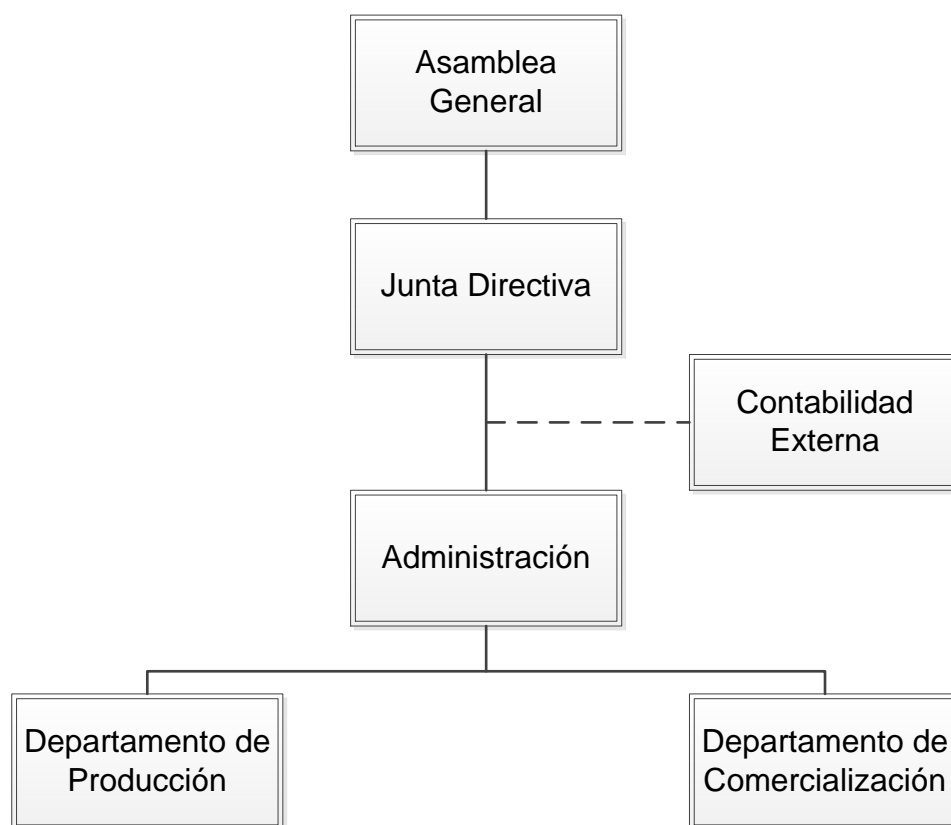 Asamblea
General
Junta Directiva
Contabilidad
Externa
Administración
Departamento de
Producción
Departamento de
Comercialización